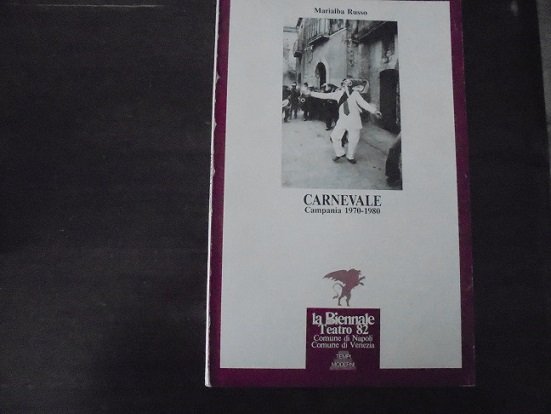 Marialba Russo
CARNEVALE
Campania 1970-1980
la Biennale
Teatro 82
Comune di Napoli
Comune di Venezia
TEMPI
MODERNI